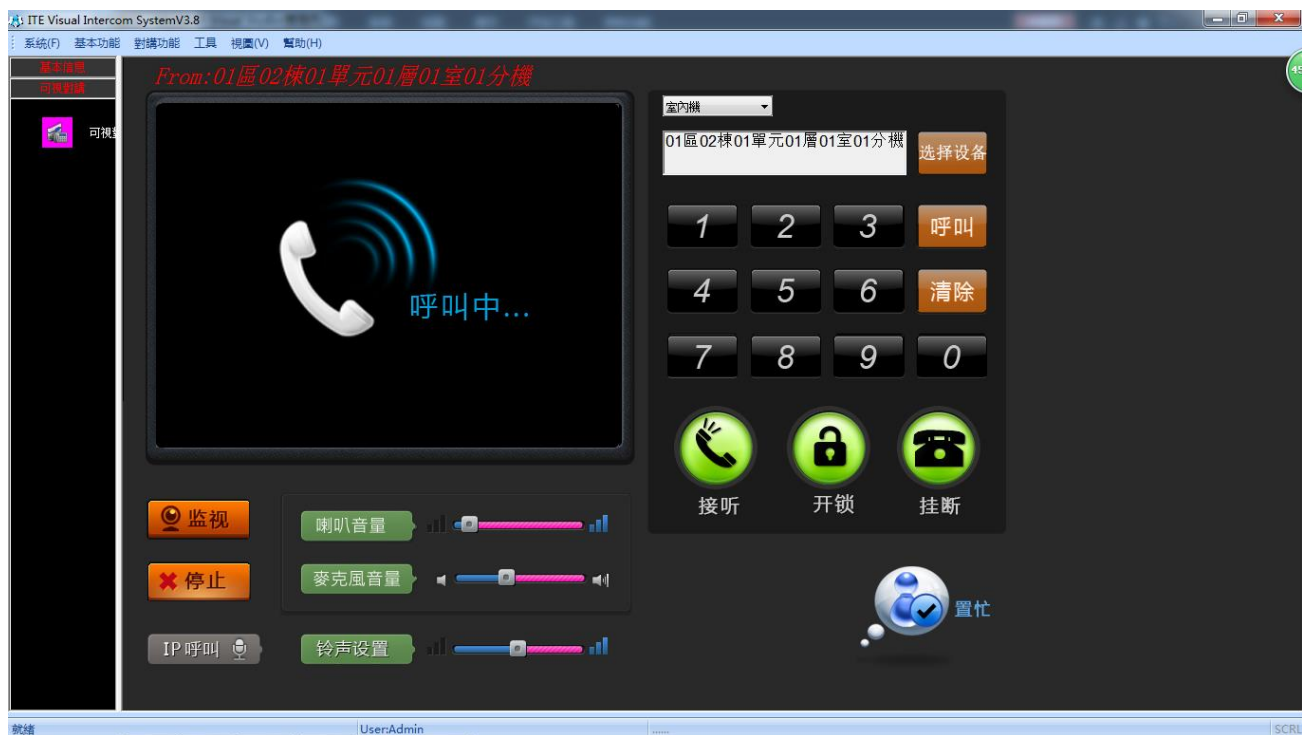 ITE Visual Intercom SystemV3.8
系统(F) 基本功能 對講功能 工具 視圖(V) 幫助(H)
基本信息
可視對講
From:01區02棟01單元01層01室01分機
室內機
可視
01區02棟01單元01層01室01分機
选择设备
呼叫中...
1 2 3 呼叫
4 5 6 清除
7 8 9 0
接听 开锁 挂断
监视
喇叭音量
停止
麥克風音量
置忙
IP呼叫
铃声设置
就绪 User:Admin ...... SCRL